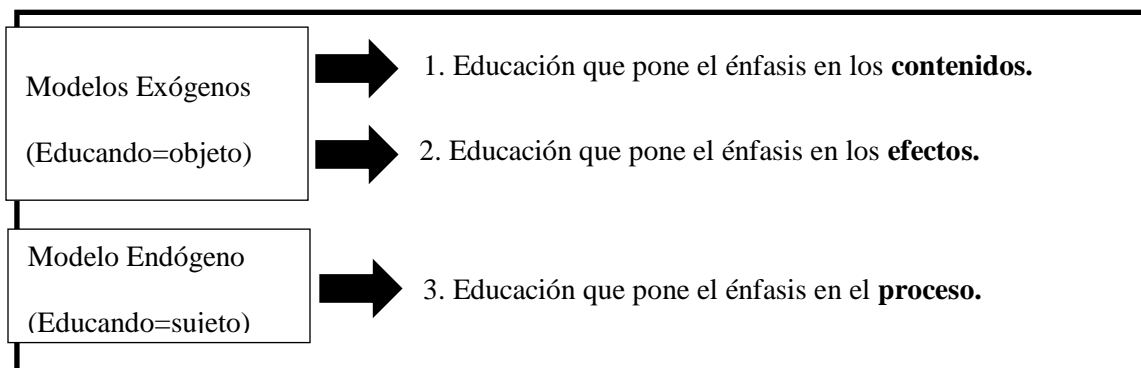 Modelos Exógenos
(Educando=objeto)
1. Educación que pone el énfasis en los contenidos.
2. Educación que pone el énfasis en los efectos.
Modelo Endógeno
(Educando=sujeto)
3. Educación que pone el énfasis en el proceso.